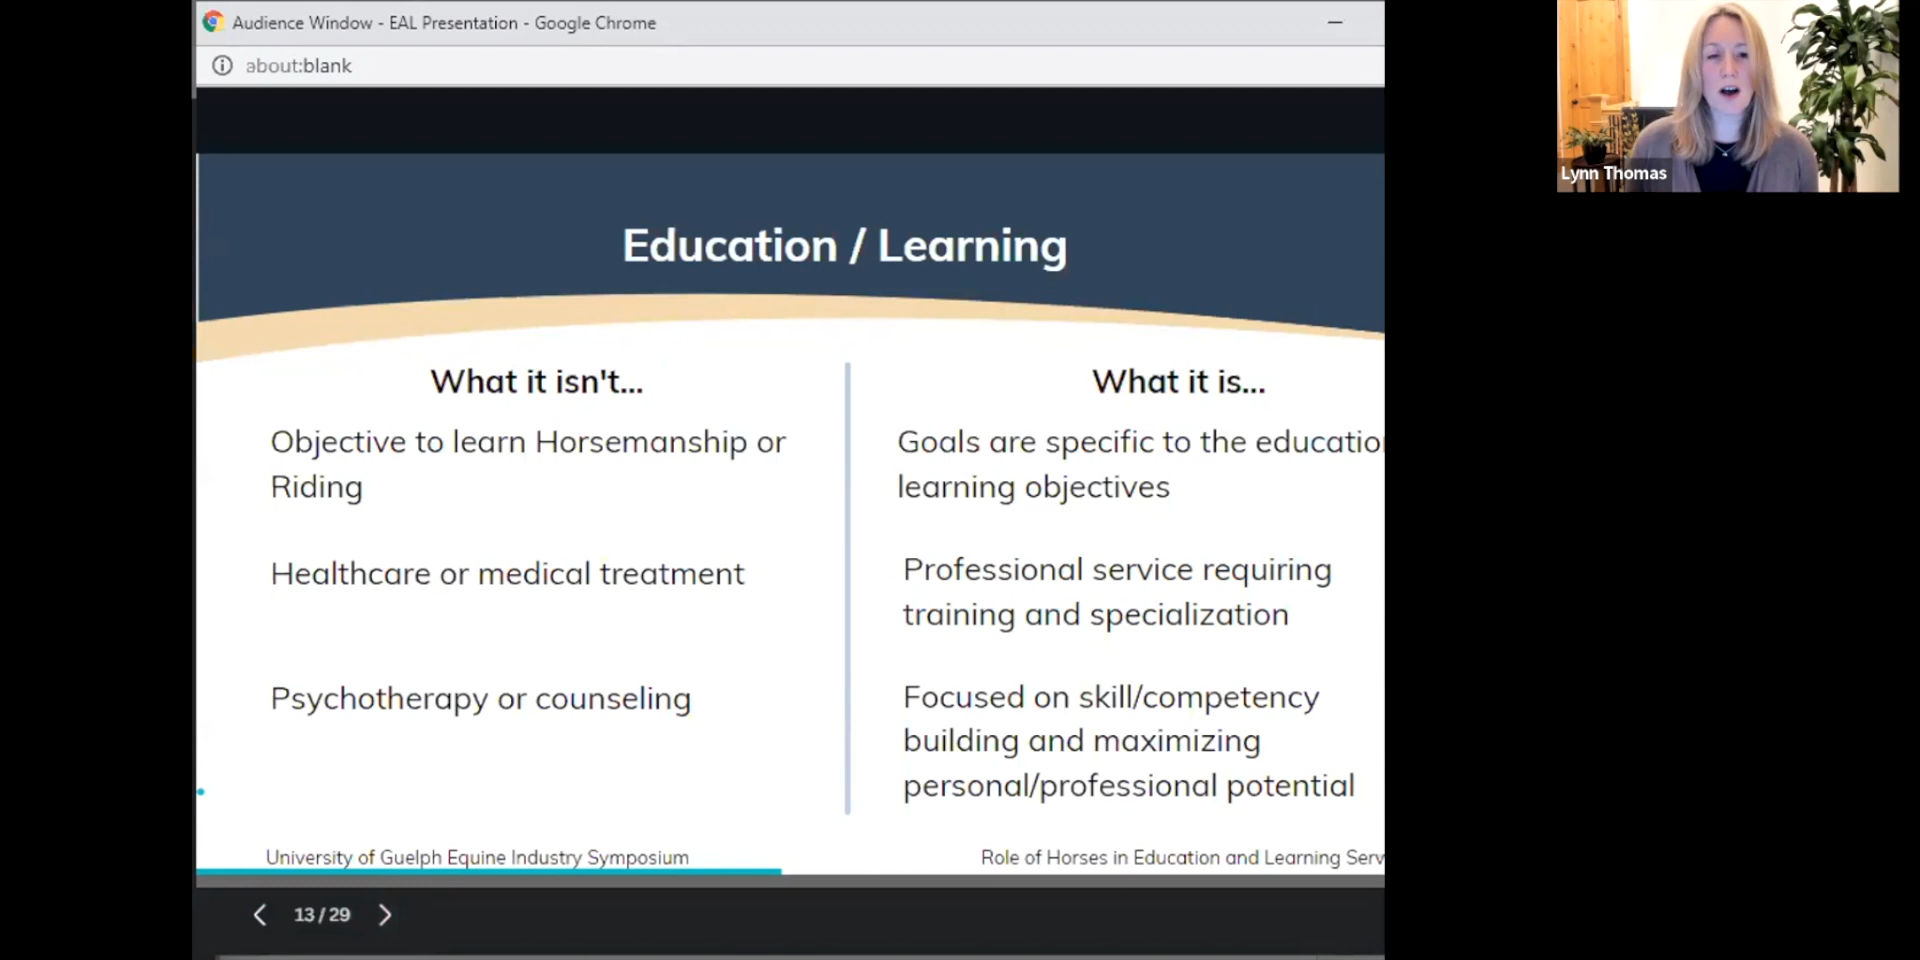 Audience Window - EAL Presentation - Google Chrome
about:blank
Lynn Thomas
Education / Learning
What it isn't...
Objective to learn Horsemanship or
Riding
Healthcare or medical treatment
Psychotherapy or counseling
What it is...
Goals are specific to the educatio
learning objectives
Professional service requiring
training and specialization
Focused on skill/competency
building and maximizing
personal/professional potential
University of Guelph Equine Industry Symposium
Role of Horses in Education and Learning Serv
13 / 29